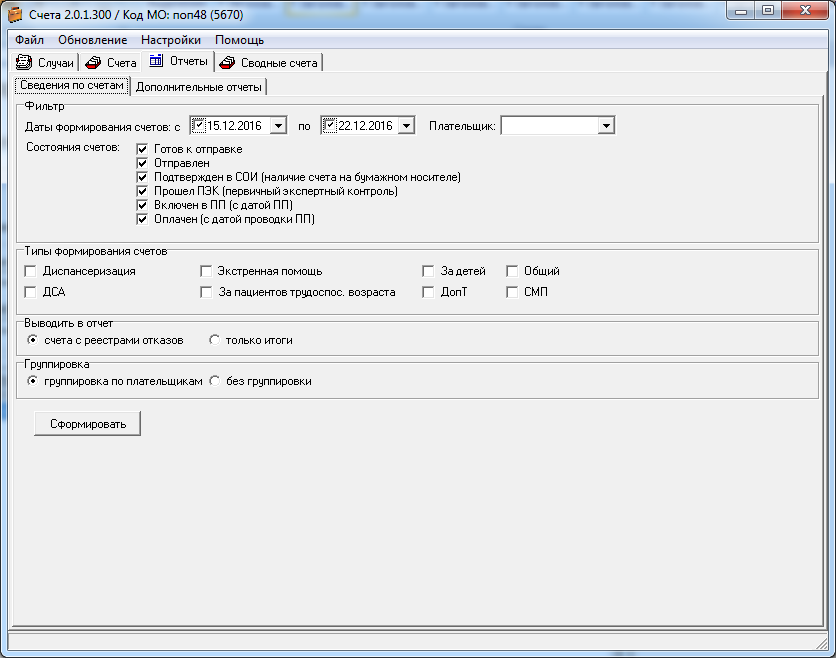 Счета 2.0.1.300 / Код МО: поп48 (5670)
Файл Обновление Настройки Помощь
Случаи Счета Отчеты Сводные счета
Сведения по счетам Дополнительные отчеты
Фильтр
Даты формирования счетов: с 15.12.2016 по 22.12.2016 Плательщик:
Состояния счетов: Готов к отправке
Отправлен
Подтвержден в СОИ (наличие счета на бумажном носителе)
Прошел ПЭК (первичный экспертный контроль)
Включен в ПП (с датой ПП)
Оплачен (с датой проводки ПП)
Типы формирования счетов
Диспансеризация Экстренная помощь За детей Общий
ДСА За пациентов трудоспос. возраста ДопТ СМП
Выводить в отчет
счета с реестрами отказов только итоги
Группировка
группировка по плательщикам без группировки
Сформировать